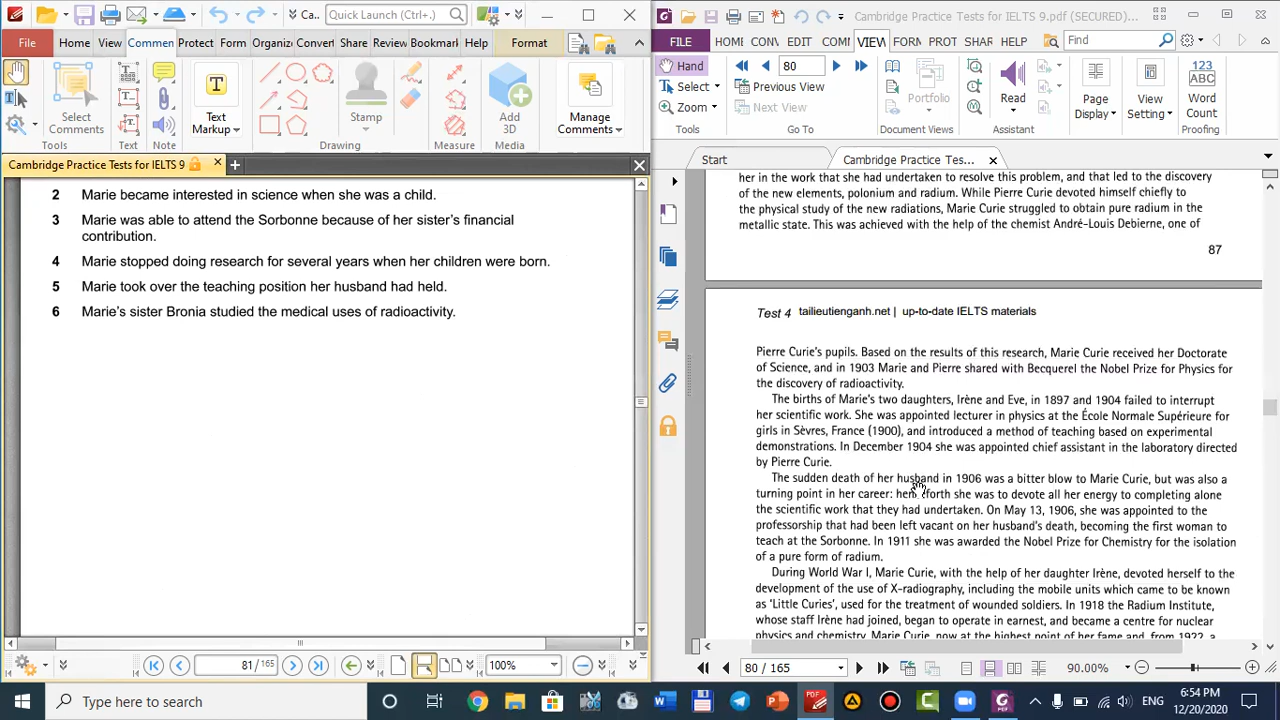 Ca..
Quick Launch (Ctrl+.)
File
Home
View
Commen
Protect
Form
Organiz
Convert
Share
Review
Bookmark
Help
Format
Select
Comments
Tools
Text
Note
Text
Markup
Stamp
Drawing
Measure
Add
3D
Media
Manage
Comments
Cambridge Practice Tests for IELTS 9
2 Marie became interested in science when she was a child.
3 Marie was able to attend the Sorbonne because of her sister's financial
contribution.
4 Marie stopped doing research for several years when her children were born.
5 Marie took over the teaching position her husband had held.
6 Marie's sister Bronia studied the medical uses of radioactivity.
81 / 165
100%
Cambridge Practice Tests for IELTS 9.pdf (SECURED) ...
FILE
HOME
CONV
EDIT
COMM
VIEW
FORM
PROT
SHAR
HELP
Find
Hand
Select
Zoom
Tools
80
Previous View
Next View
Go To
Portfolio
Document Views
Read
Assistant
Page
Display
View
Setting
123
ABC
Word
Count
Proofing
Start
Cambridge Practice Tes...
her in the work that she had undertaken to resolve this problem, and that led to the discovery
of the new elements, polonium and radium. While Pierre Curie devoted himself chiefly to
the physical study of the new radiations, Marie Curie struggled to obtain pure radium in the
metallic state. This was achieved with the help of the chemist André-Louis Debierne, one of
87
Test 4 tailieutienganh.net | up-to-date IELTS materials
Pierre Curie's pupils. Based on the results of this research, Marie Curie received her Doctorate
of Science, and in 1903 Marie and Pierre shared with Becquerel the Nobel Prize for Physics for
the discovery of radioactivity.
The births of Marie's two daughters, Irène and Eve, in 1897 and 1904 failed to interrupt
her scientific work. She was appointed lecturer in physics at the École Normale Supérieure for
girls in Sèvres, France (1900), and introduced a method of teaching based on experimental
demonstrations. In December 1904 she was appointed chief assistant in the laboratory directed
by Pierre Curie.
The sudden death of her husband in 1906 was a bitter blow to Marie Curie, but was also a
turning point in her career: henceforth she was to devote all her energy to completing alone
the scientific work that they had undertaken. On May 13, 1906, she was appointed to the
professorship that had been left vacant on her husband's death, becoming the first woman to
teach at the Sorbonne. In 1911 she was awarded the Nobel Prize for Chemistry for the isolation
of a pure form of radium.
During World War I, Marie Curie, with the help of her daughter Irène, devoted herself to the
development of the use of X-radiography, including the mobile units which came to be known
as 'Little Curies', used for the treatment of wounded soldiers. In 1918 the Radium Institute,
whose staff Irène had joined, began to operate in earnest, and became a centre for nuclear
physics and chemistry. Marie Curie, now at the highest point of her fame and, from 1922, a
80 / 165
90.00%
Type here to search
ENG
6:54 PM
12/20/2020